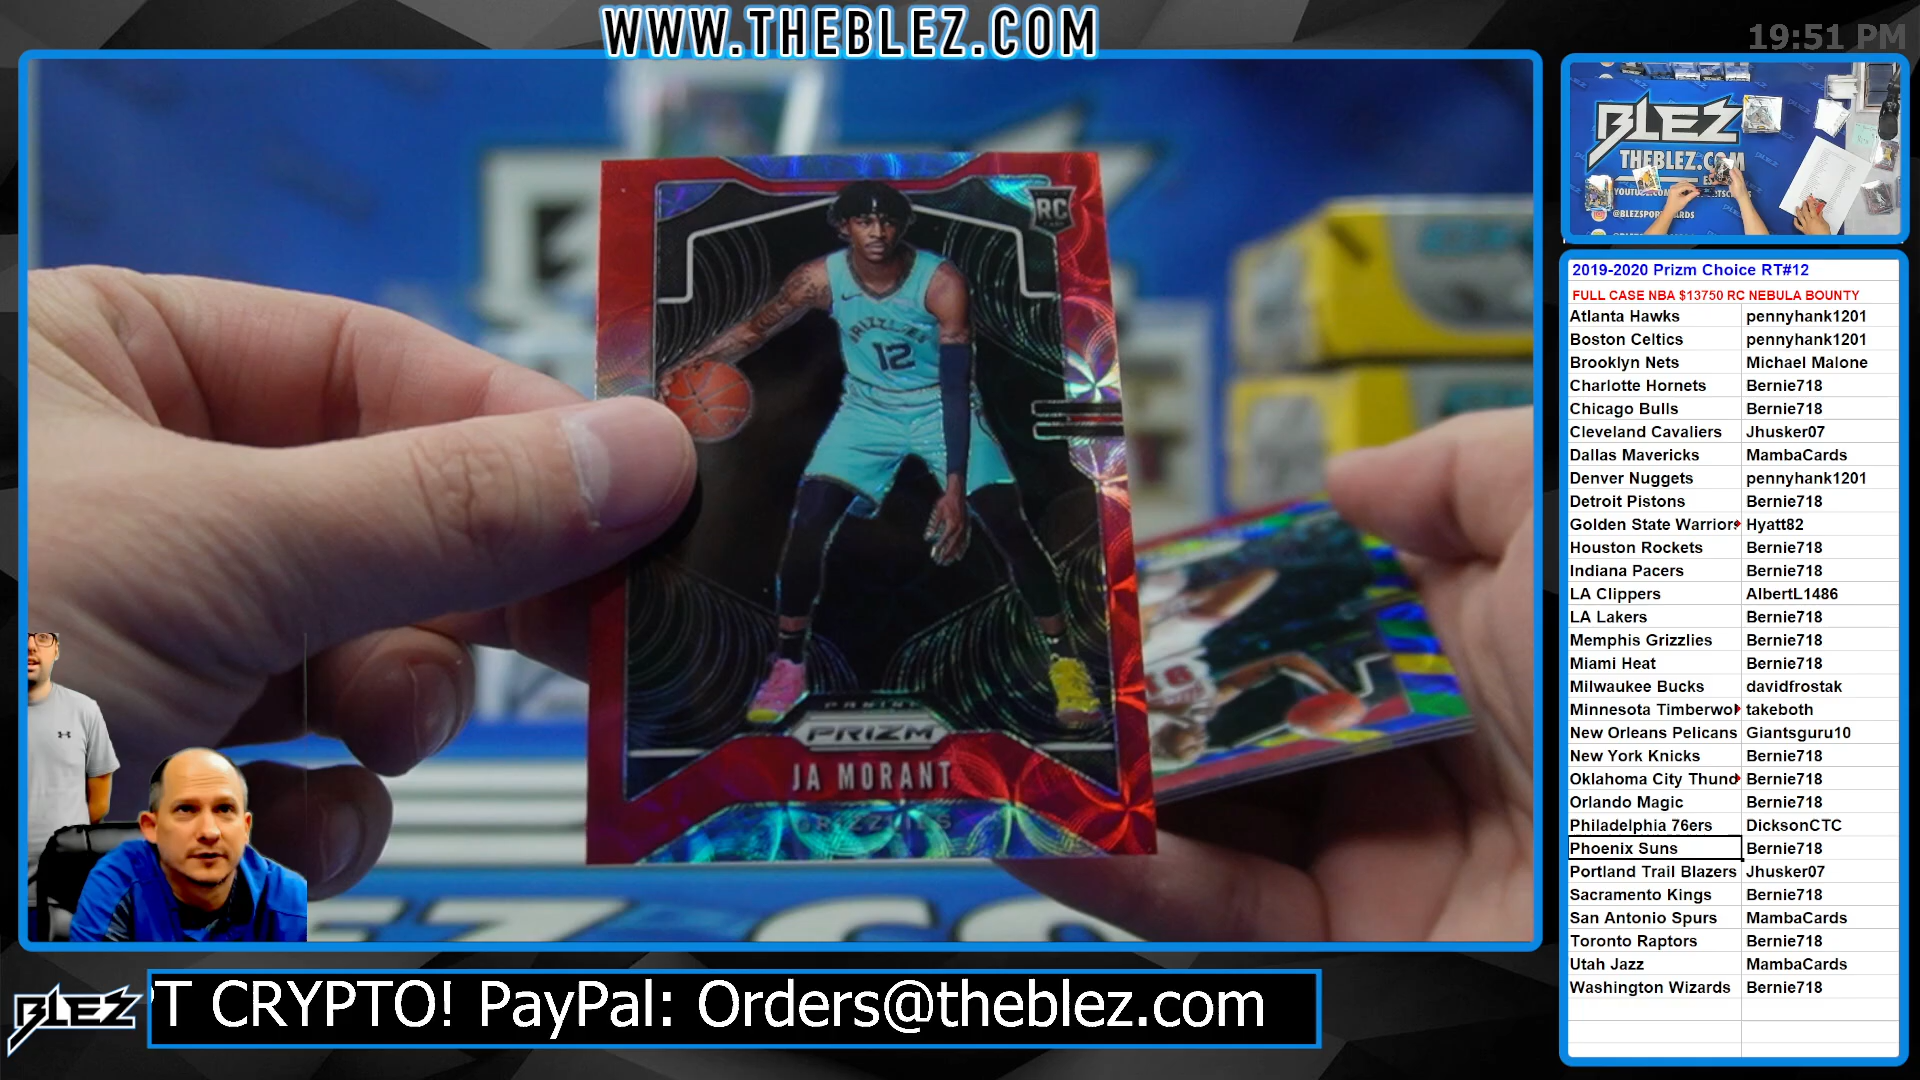 WWW.THEBLEZ.COM
19:51 PM
BLEZ
THEBLEZ.COM
RC
GRIZZLIES
12
PANINI
PRIZM
JA MORANT
GRIZZLIES
2019-2020 Prizm Choice RT#12
FULL CASE NBA $13750 RC NEBULA BOUNTY
Atlanta Hawks pennyhank1201
Boston Celtics pennyhank1201
Brooklyn Nets Michael Malone
Charlotte Hornets Bernie718
Chicago Bulls Bernie718
Cleveland Cavaliers Jhusker07
Dallas Mavericks MambaCards
Denver Nuggets pennyhank1201
Detroit Pistons Bernie718
Golden State Warriors Hyatt82
Houston Rockets Bernie718
Indiana Pacers Bernie718
LA Clippers AlbertL1486
LA Lakers Bernie718
Memphis Grizzlies Bernie718
Miami Heat Bernie718
Milwaukee Bucks davidfrostak
Minnesota Timberwol takeboth
New Orleans Pelicans Giantsguru10
New York Knicks Bernie718
Oklahoma City Thund Bernie718
Orlando Magic Bernie718
Philadelphia 76ers DicksonCTC
Phoenix Suns Bernie718
Portland Trail Blazers Jhusker07
Sacramento Kings Bernie718
San Antonio Spurs MambaCards
Toronto Raptors Bernie718
Utah Jazz MambaCards
Washington Wizards Bernie718
BLEZ
T CRYPTO! PayPal: Orders@theblez.com